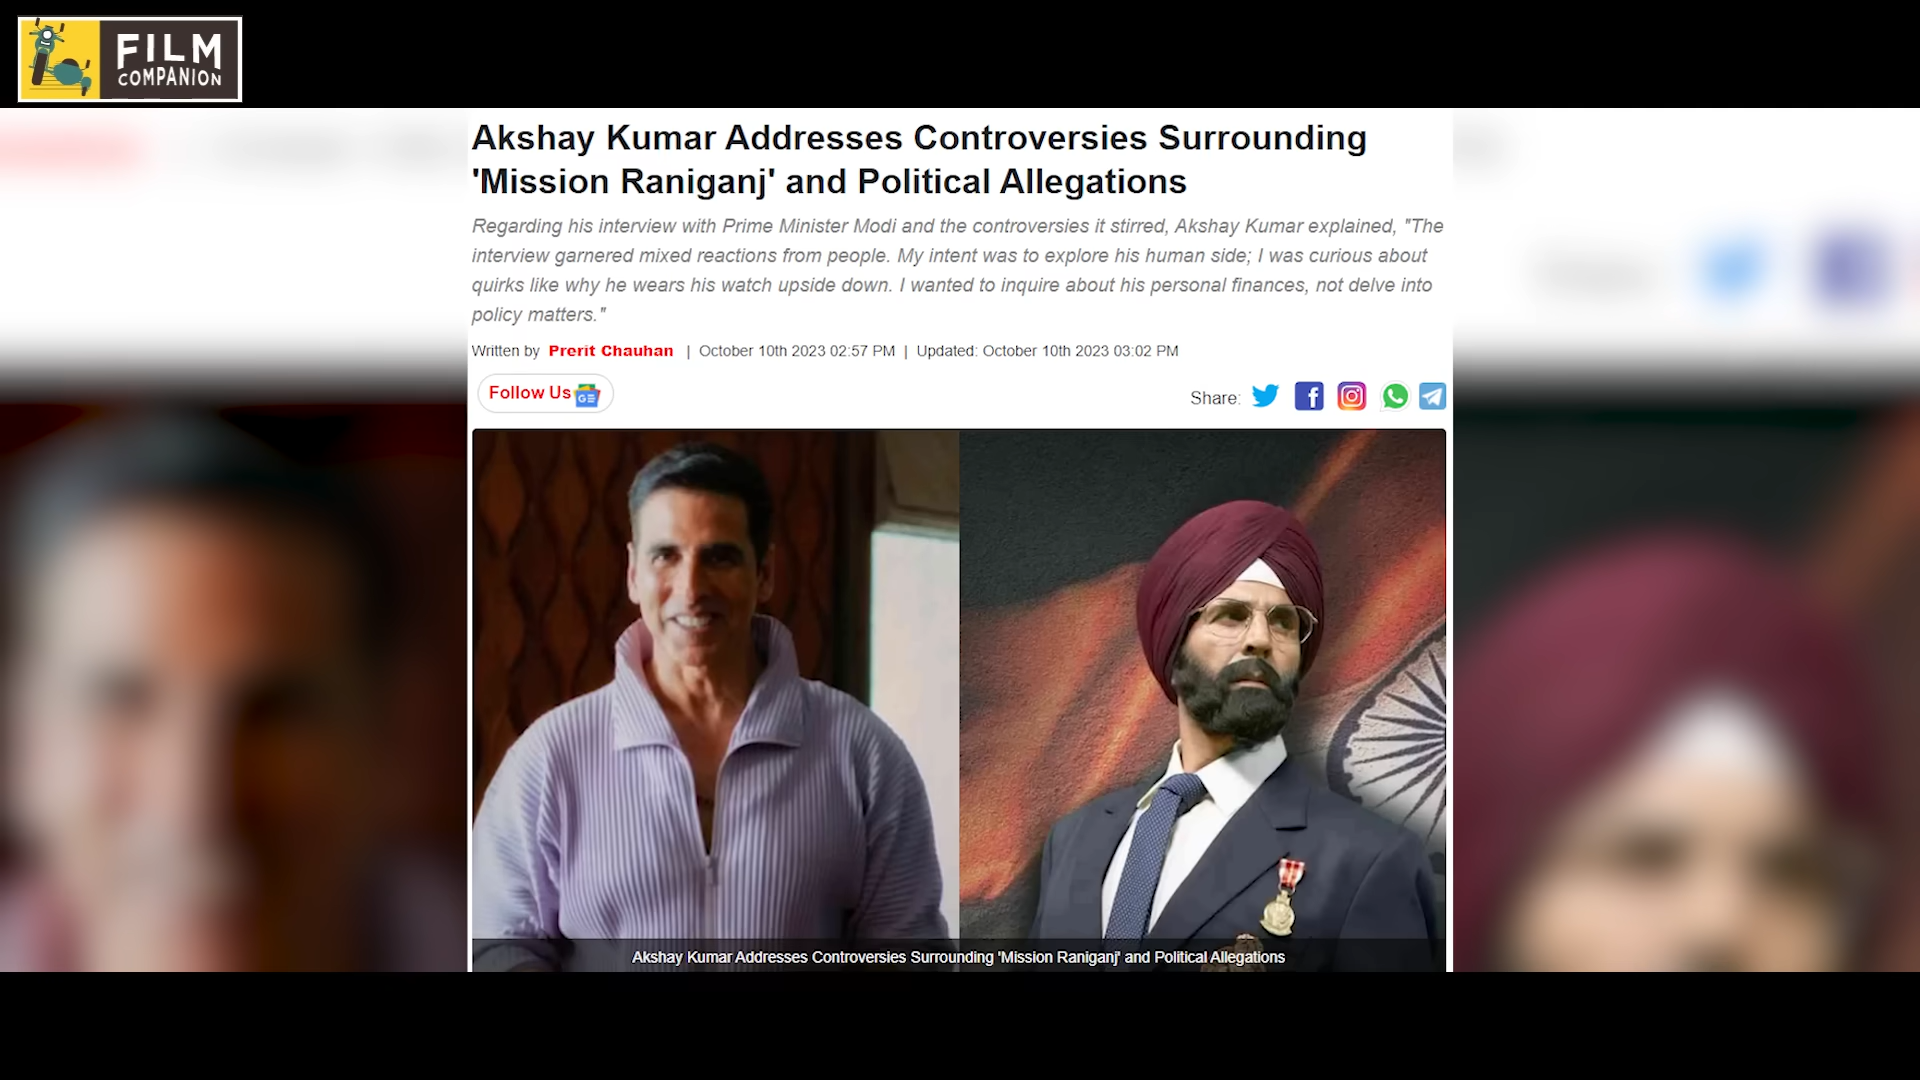 FILM
COMPANION
Akshay Kumar Addresses Controversies Surrounding
'Mission Raniganj' and Political Allegations
Regarding his interview with Prime Minister Modi and the controversies it stirred, Akshay Kumar explained, "The
interview garnered mixed reactions from people. My intent was to explore his human side; I was curious about
quirks like why he wears his watch upside down. I wanted to inquire about his personal finances, not delve into
policy matters."
Written by Prerit Chauhan | October 10th 2023 02:57 PM | Updated: October 10th 2023 03:02 PM
Follow Us
Share:
Akshay Kumar Addresses Controversies Surrounding 'Mission Raniganj' and Political Allegations